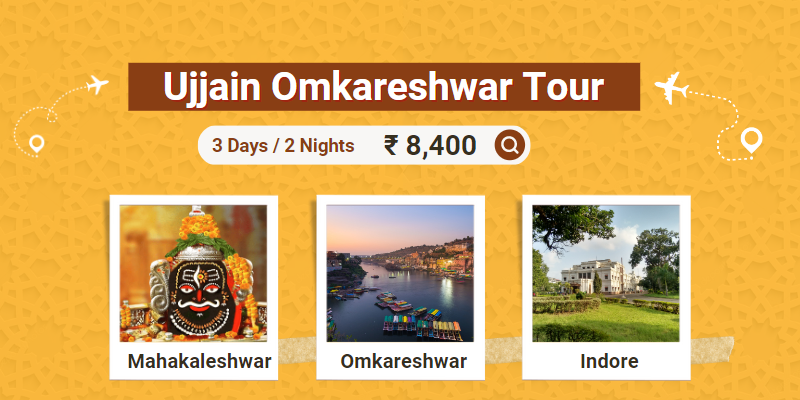 Ujjain Omkareshwar Tour
3 Days / 2 Nights ₹ 8,400
Mahakaleshwar
Omkareshwar
Indore